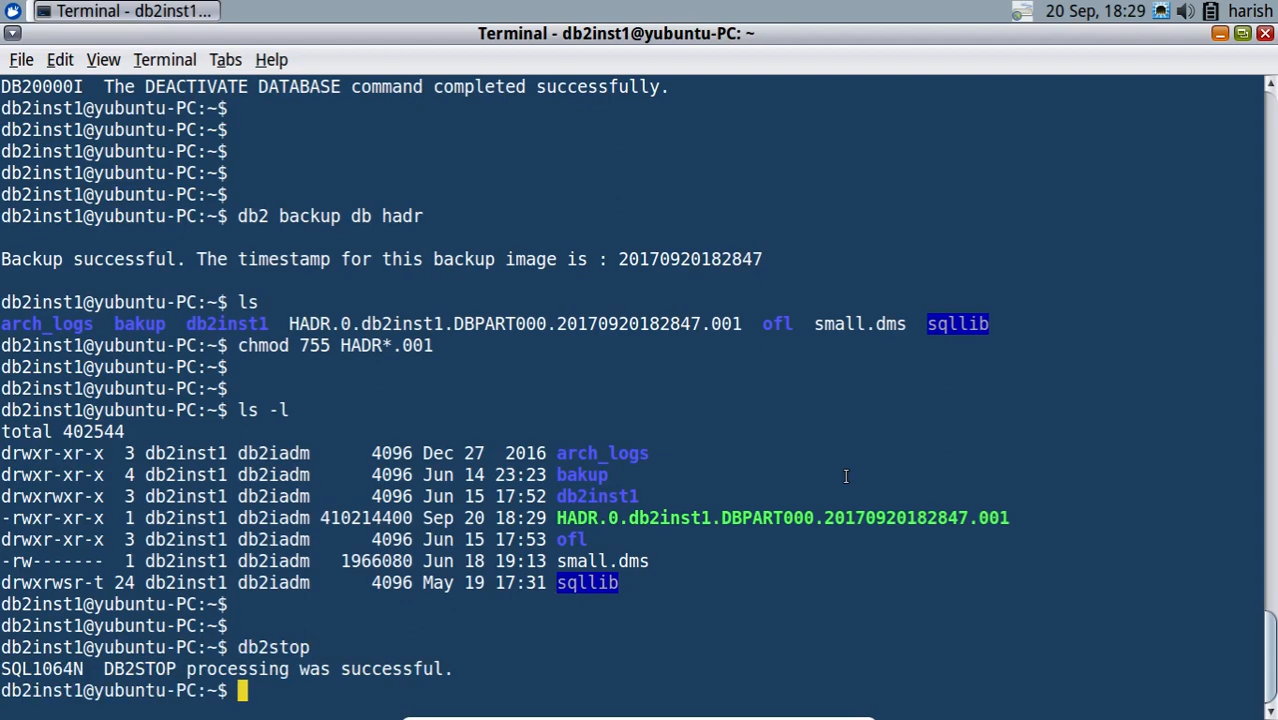 Terminal - db2inst1...
20 Sep, 18:29
harish
Terminal - db2inst1@yubuntu-PC: ~
File Edit View Terminal Tabs Help
DB20000I  The DEACTIVATE DATABASE command completed successfully.
db2inst1@yubuntu-PC:~$
db2inst1@yubuntu-PC:~$
db2inst1@yubuntu-PC:~$
db2inst1@yubuntu-PC:~$
db2inst1@yubuntu-PC:~$
db2inst1@yubuntu-PC:~$ db2 backup db hadr
Backup successful. The timestamp for this backup image is : 20170920182847
db2inst1@yubuntu-PC:~$ ls
arch_logs  bakup  db2inst1  HADR.0.db2inst1.DBPART000.20170920182847.001  ofl  small.dms  sqllib
db2inst1@yubuntu-PC:~$ chmod 755 HADR*.001
db2inst1@yubuntu-PC:~$
db2inst1@yubuntu-PC:~$
db2inst1@yubuntu-PC:~$ ls -l
total 402544
drwxr-xr-x  3 db2inst1 db2iadm      4096 Dec 27  2016 arch_logs
drwxr-xr-x  4 db2inst1 db2iadm      4096 Jun 14 23:23 bakup
drwxrwxr-x  3 db2inst1 db2iadm      4096 Jun 15 17:52 db2inst1
-rwxr-xr-x  1 db2inst1 db2iadm 410214400 Sep 20 18:29 HADR.0.db2inst1.DBPART000.20170920182847.001
drwxr-xr-x  3 db2inst1 db2iadm      4096 Jun 15 17:53 ofl
-rw-------  1 db2inst1 db2iadm   1966080 Jun 18 19:13 small.dms
drwxrwsr-t 24 db2inst1 db2iadm      4096 May 19 17:31 sqllib
db2inst1@yubuntu-PC:~$
db2inst1@yubuntu-PC:~$
db2inst1@yubuntu-PC:~$ db2stop
SQL1064N  DB2STOP processing was successful.
db2inst1@yubuntu-PC:~$